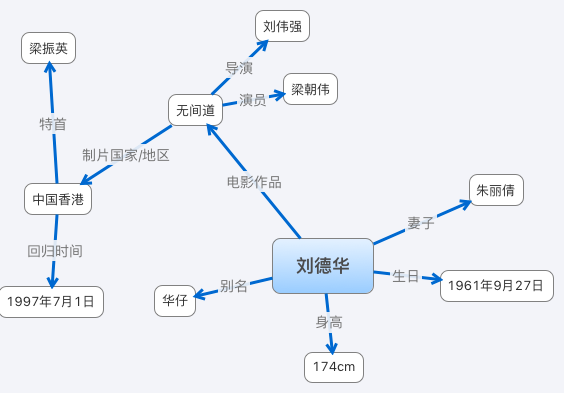 刘伟强
梁振英
导演
梁朝伟
演员
无间道
特首
制片国家/地区
电影作品
朱丽倩
中国香港
妻子
回归时间
刘德华
生日
1961年9月27日
别名
华仔
1997年7月1日
身高
174cm